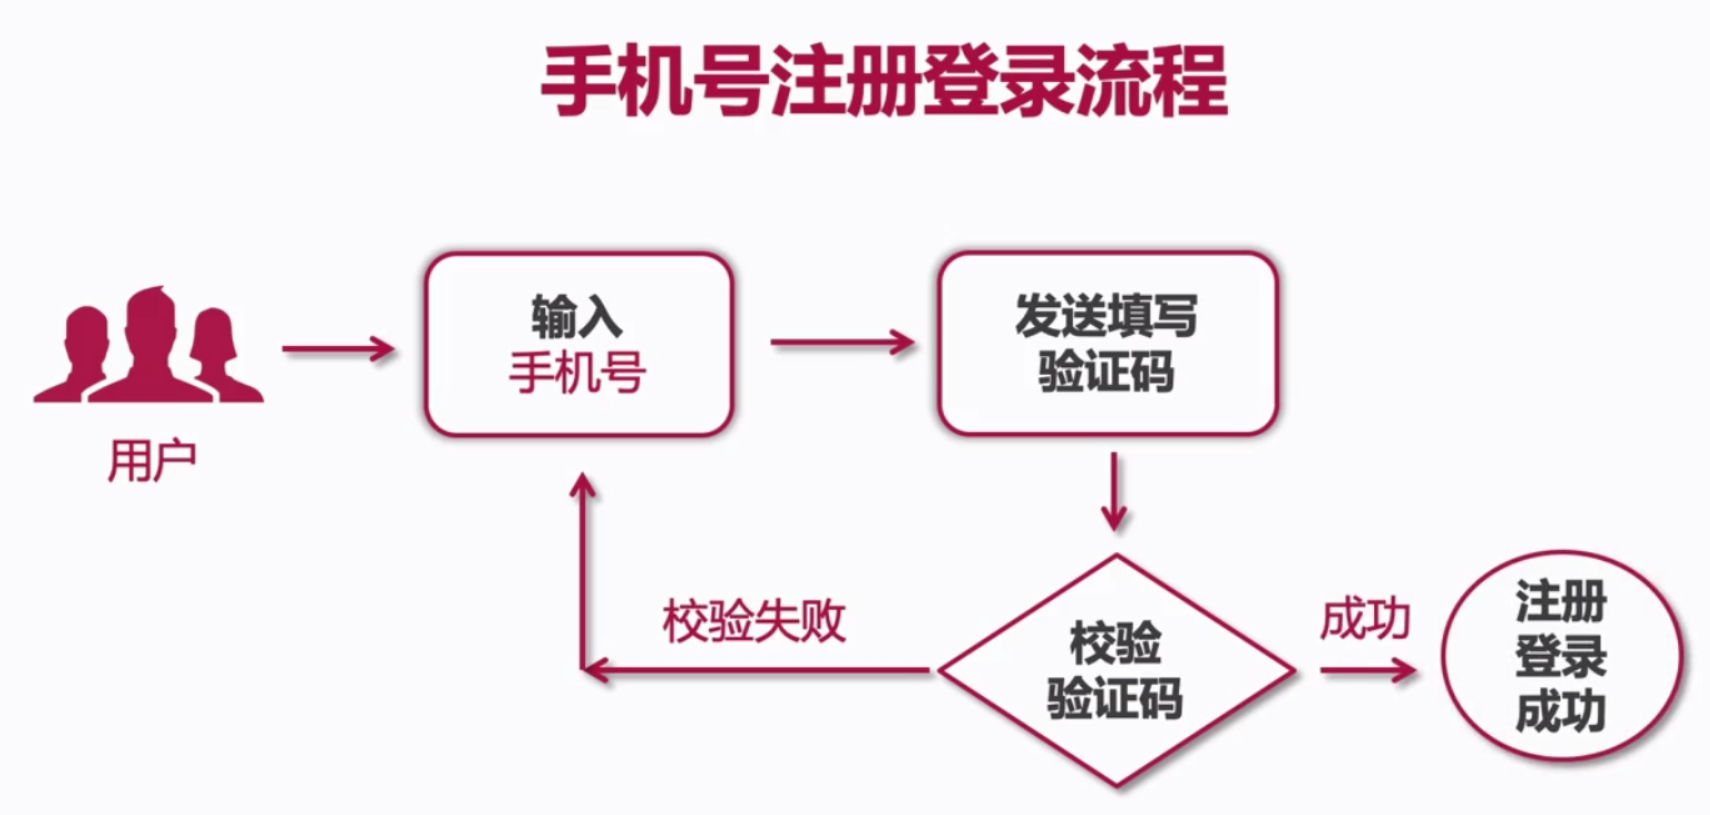 手机号注册登录流程
用户
输入
手机号
发送填写
验证码
校验
验证码
校验失败
成功
注册
登录
成功